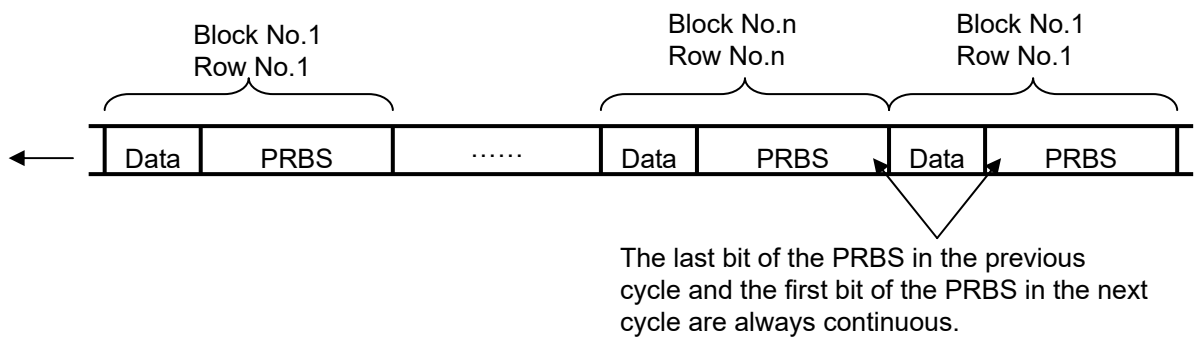 Block No.1
Row No.1
Block No.n
Row No.n
Block No.1
Row No.1
Data PRBS …… Data PRBS Data PRBS
The last bit of the PRBS in the previous
cycle and the first bit of the PRBS in the next
cycle are always continuous.